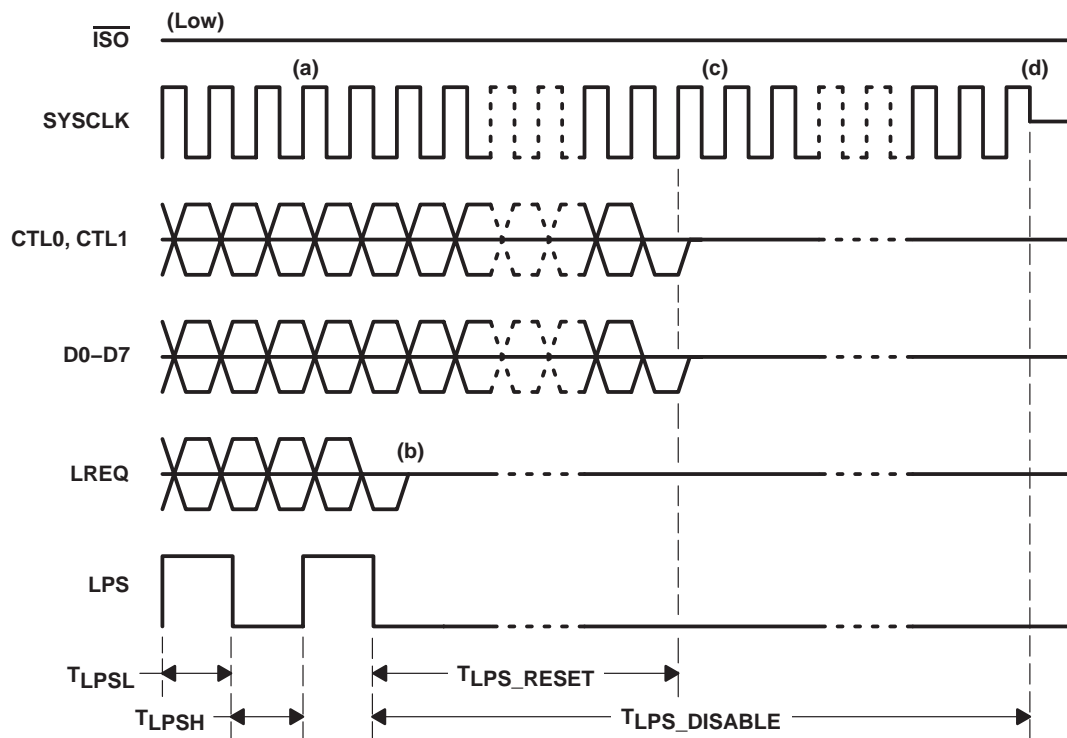 (Low)
ISO
(a) (c) (d)
SYSCLK
CTL0, CTL1
D0–D7
(b)
LREQ
LPS
TLPSL TLPS_RESET
TLPSH TLPS_DISABLE